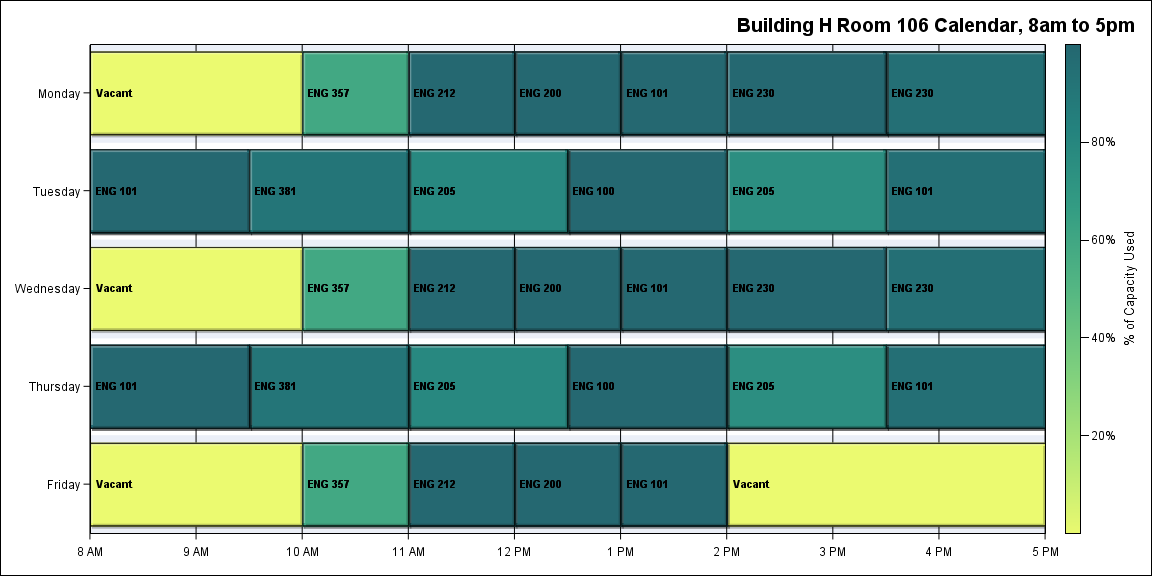 Building H Room 106 Calendar, 8am to 5pm
Monday
Vacant
ENG 357
ENG 212
ENG 200
ENG 101
ENG 230
ENG 230
Tuesday
ENG 101
ENG 381
ENG 205
ENG 100
ENG 205
ENG 101
Wednesday
Vacant
ENG 357
ENG 212
ENG 200
ENG 101
ENG 230
ENG 230
Thursday
ENG 101
ENG 381
ENG 205
ENG 100
ENG 205
ENG 101
Friday
Vacant
ENG 357
ENG 212
ENG 200
ENG 101
Vacant
8 AM
9 AM
10 AM
11 AM
12 PM
1 PM
2 PM
3 PM
4 PM
5 PM
80%
60%
40%
20%
% of Capacity Used